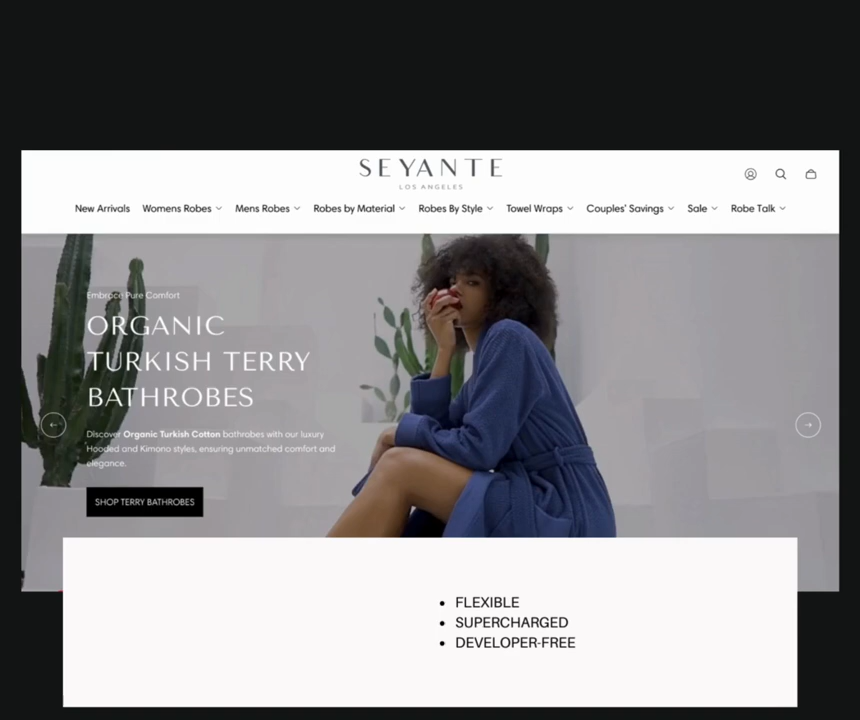 SEYANTE
LOS ANGELES
New Arrivals Womens Robes Mens Robes Robes by Material Robes By Style Towel Wraps Couples' Savings Sale Robe Talk
Embrace Pure Comfort
ORGANIC
TURKISH TERRY
BATHROBES
Discover Organic Turkish Cotton bathrobes with our luxury
Hooded and Kimono styles, ensuring unmatched comfort and
elegance.
SHOP TERRY BATHROBES
• FLEXIBLE
• SUPERCHARGED
• DEVELOPER-FREE